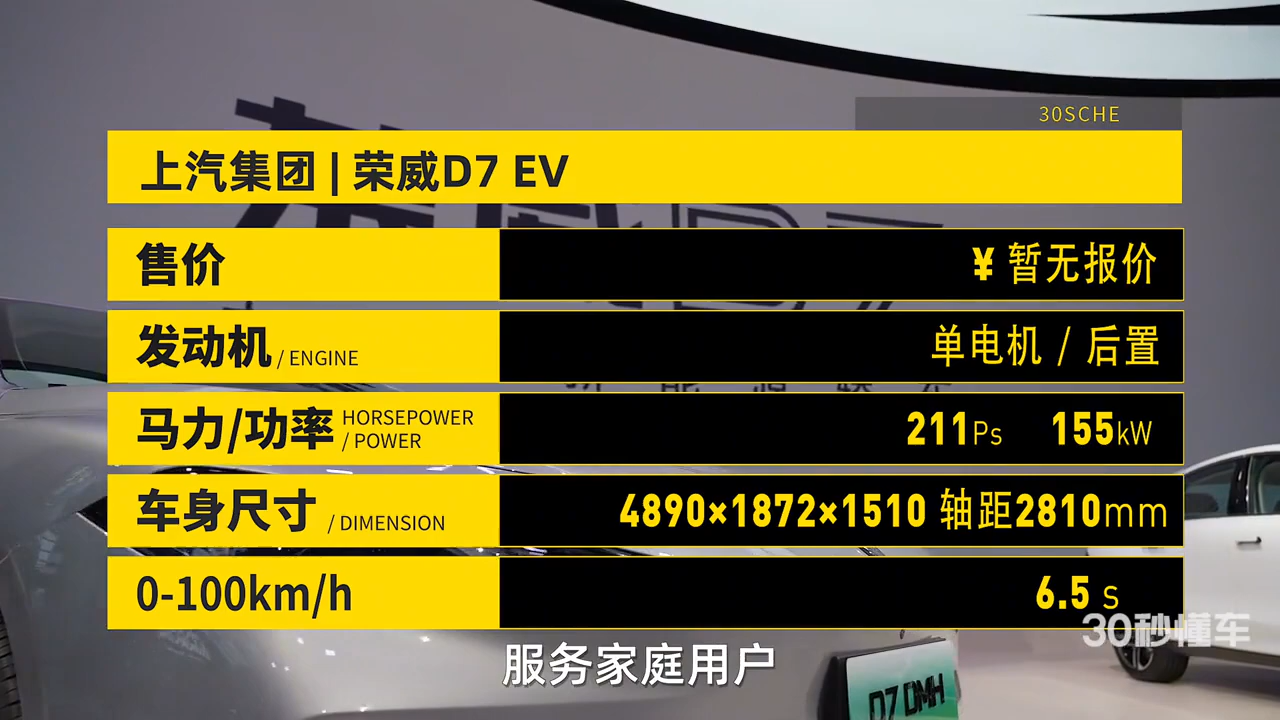 30SCHE
上汽集团 | 荣威D7 EV
售价 ¥ 暂无报价
发动机 / ENGINE 单电机 / 后置
马力/功率 HORSEPOWER / POWER 211Ps 155kW
车身尺寸 / DIMENSION 4890×1872×1510 轴距2810mm
0-100km/h 6.5 s
30秒懂车
服务家庭用户
D7 DMH